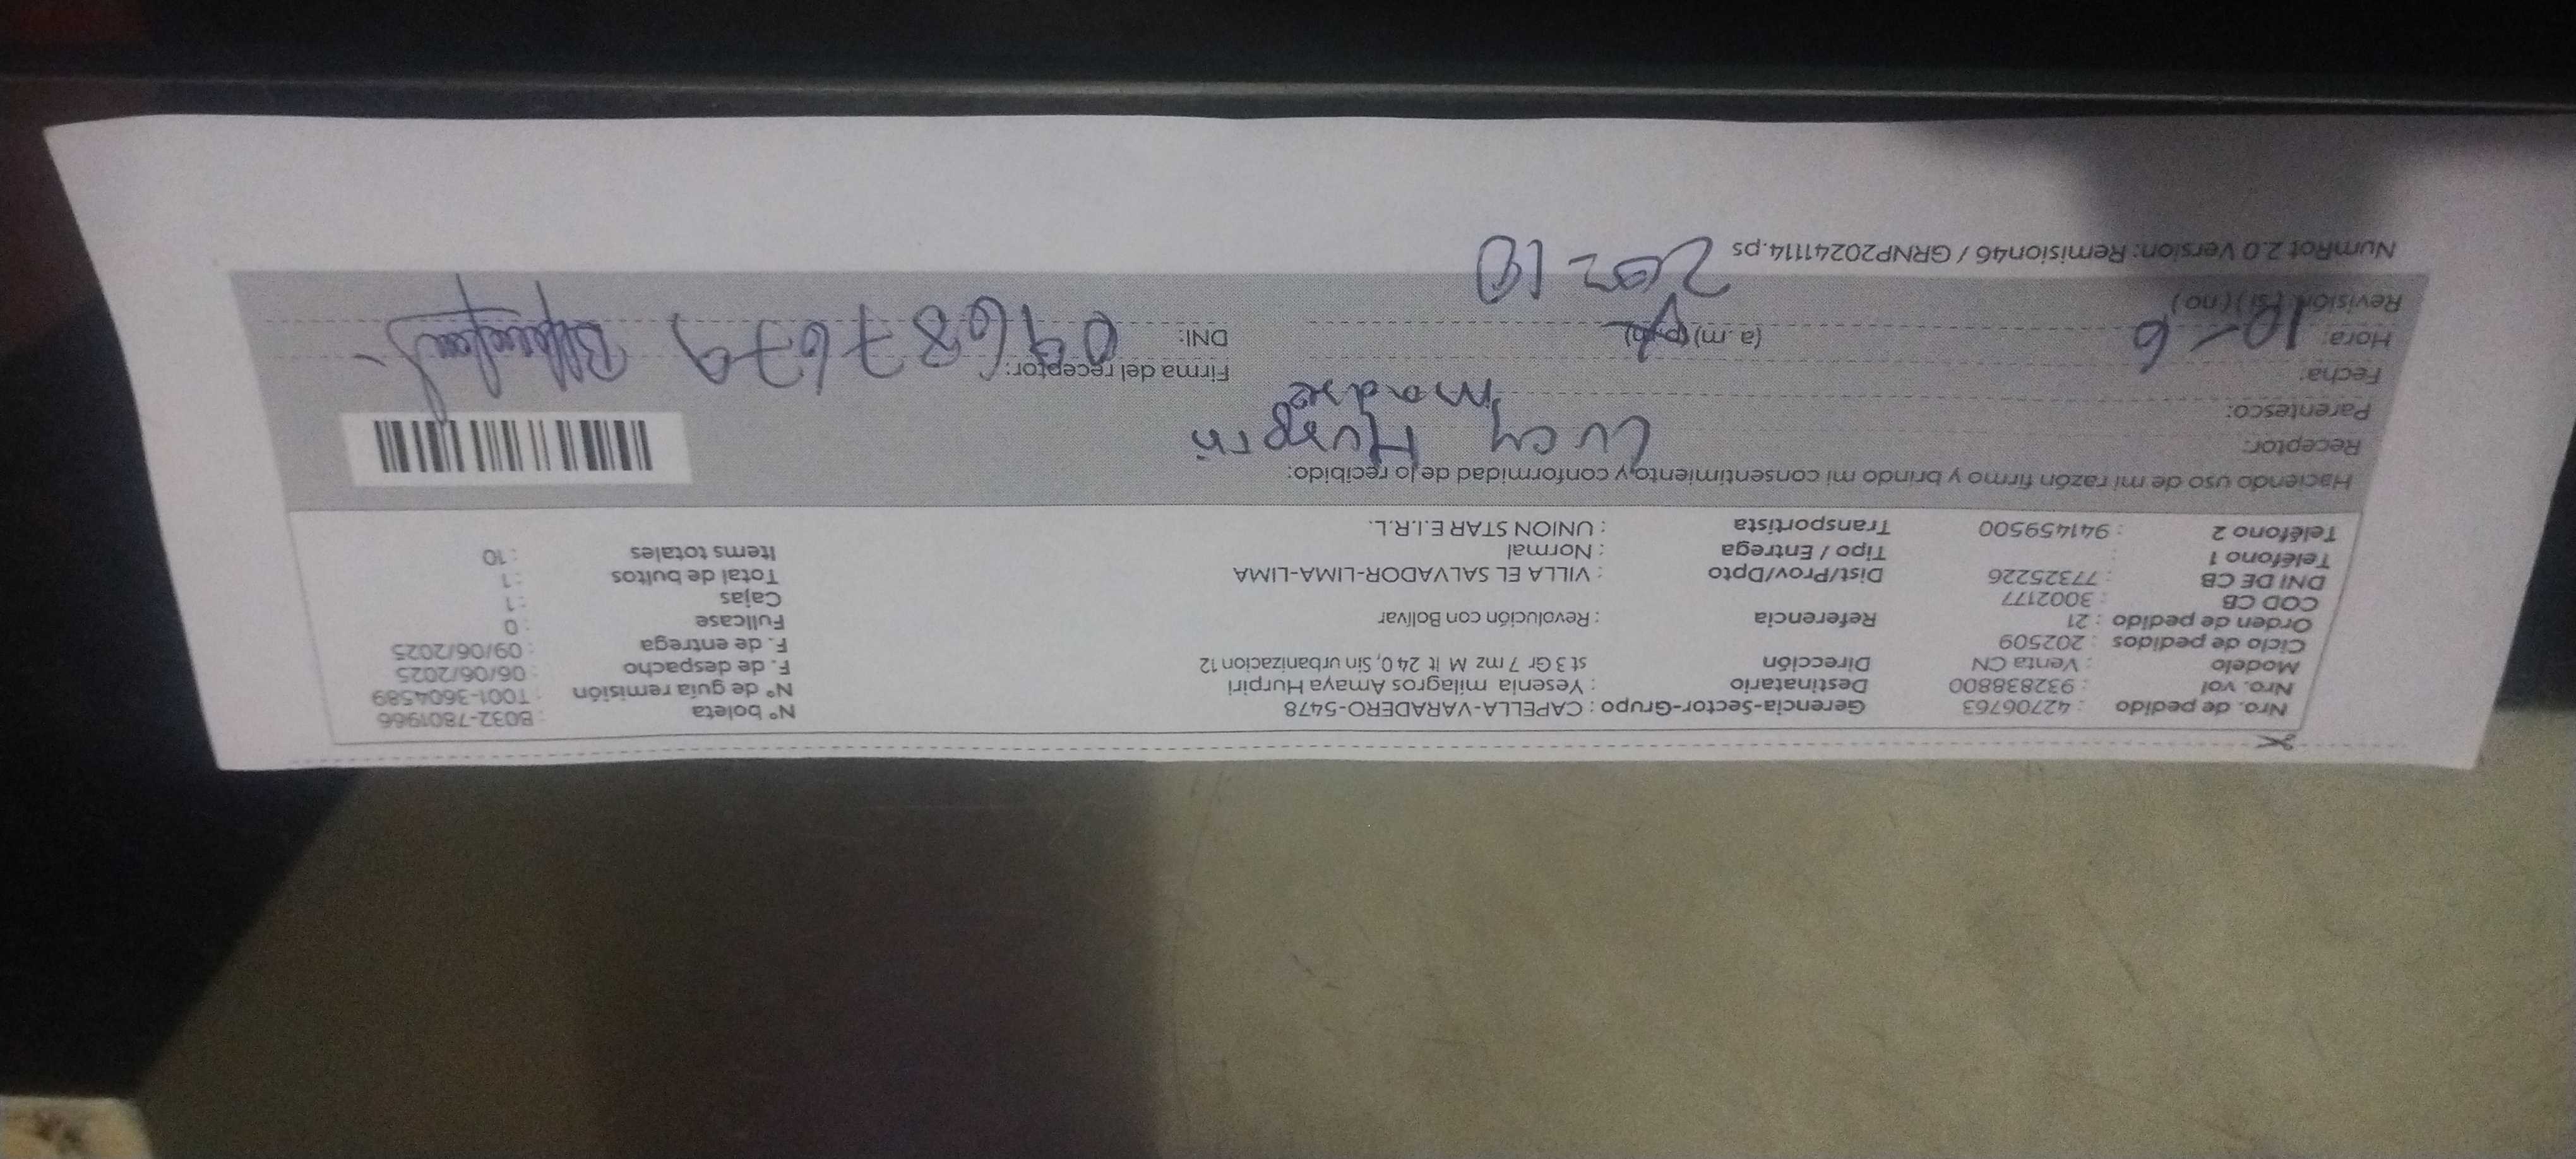 Nro. de pedido : 42706763 Gerencia-Sector-Grupo : CAPELLA-VARADERO-5478 N° boleta : B032-7801966
Nro. vol : 932838800 Destinatario : Yesenia milagros Amaya Hurpiri N° de guía remisión : T001-3604589
Modelo : Venta CN Dirección st 3 Gr 7 mz M lt 24 0, Sin urbanizacion 12 F. de despacho : 06/06/2025
Ciclo de pedidos : 202509 F. de entrega : 09/06/2025
Orden de pedido : 21 Referencia : Revolución con Bolívar Fullcase : 0
COD CB : 3002177 Cajas : 1
DNI DE CB : 77325226 Dist/Prov/Dpto : VILLA EL SALVADOR-LIMA-LIMA Total de bultos : 1
Teléfono 1 : Tipo / Entrega : Normal Items totales : 10
Teléfono 2 : 941459500 Transportista : UNION STAR E.I.R.L.
Haciendo uso de mi razón firmo y brindo mi consentimiento y conformidad de lo recibido:
Receptor: Lucy Hurpiri
Parentesco: madre
Fecha: Firma del receptor:
Hora: 10-6 (a.m) (p.m) DNI: 09687679
Revisión (si) (no)
NumRot 2.0 Version: Remision46 / GRNP20241114.ps